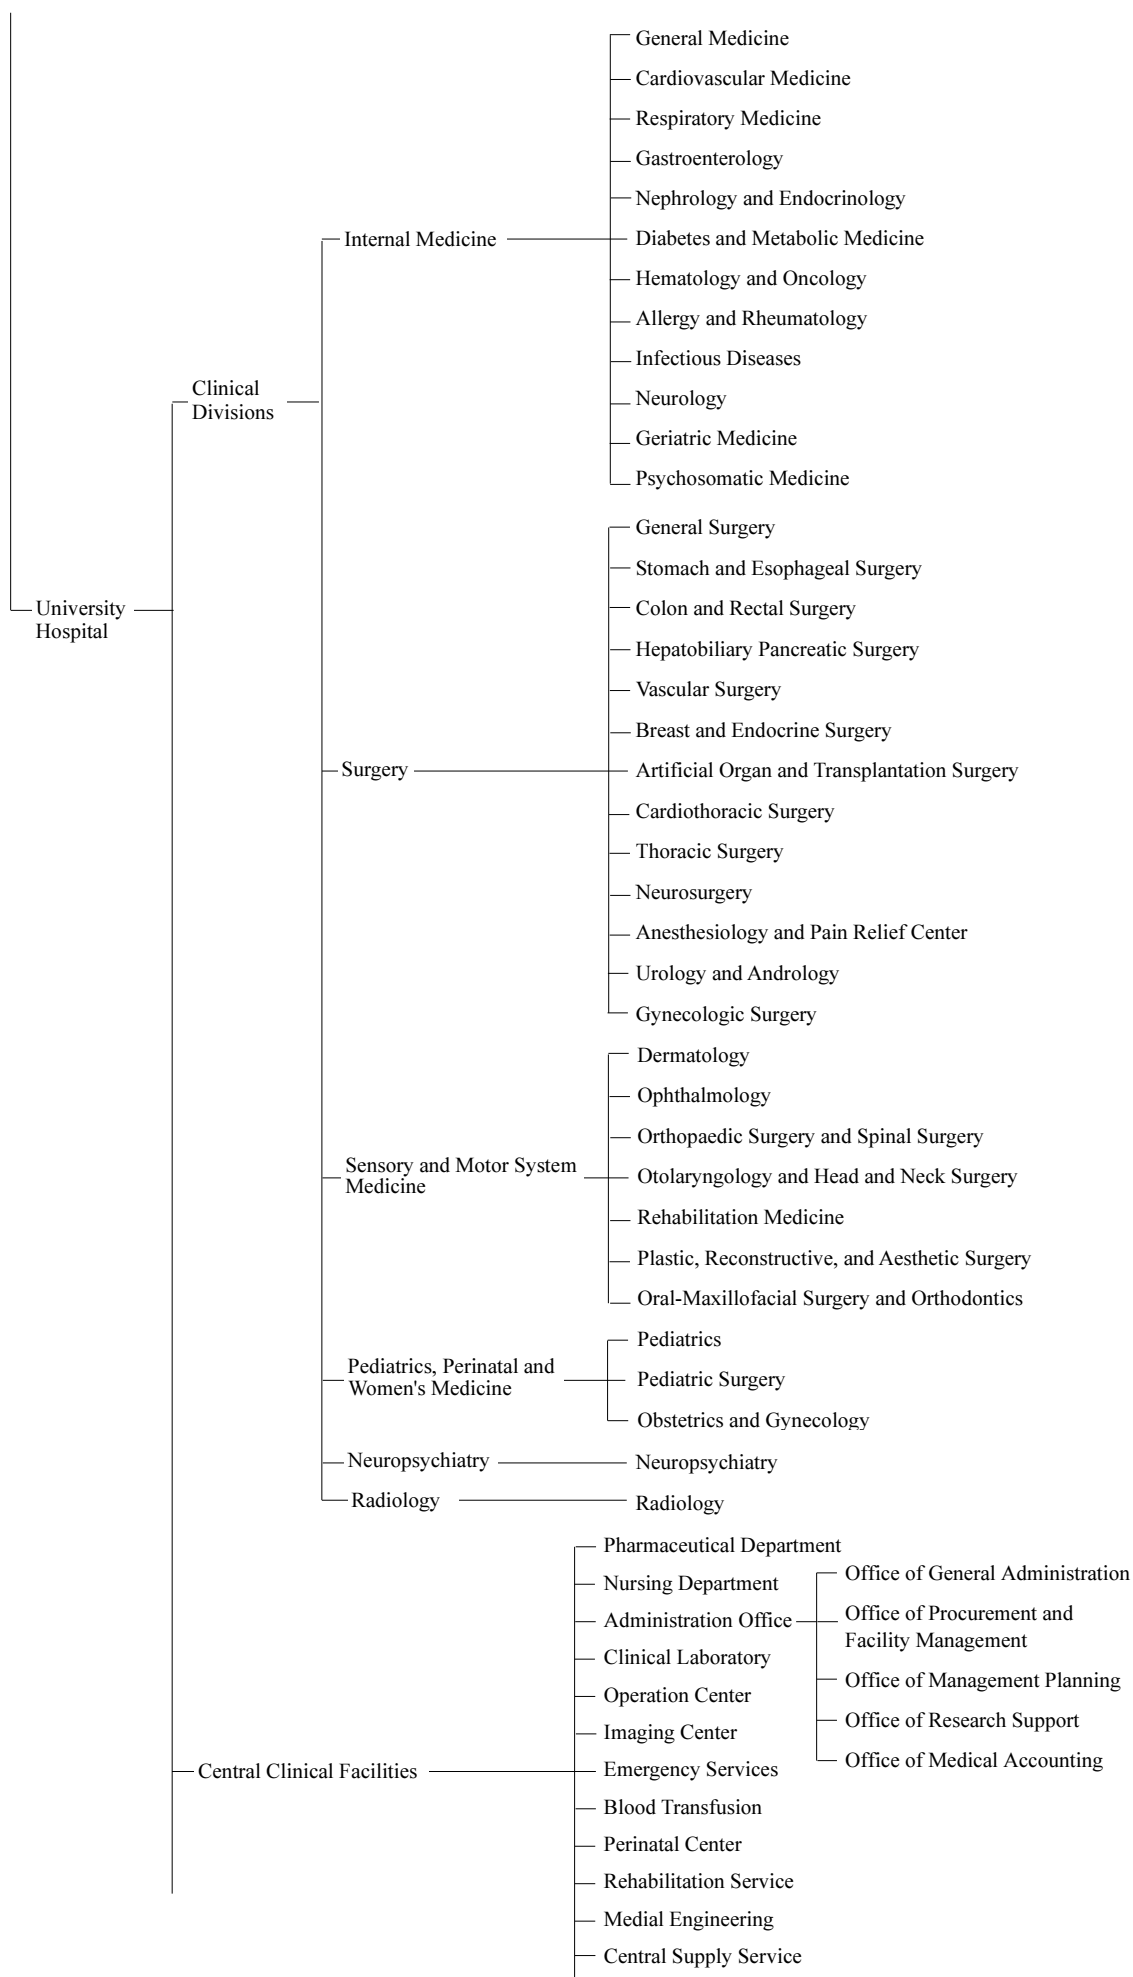 University
Hospital
Clinical
Divisions
Internal Medicine
General Medicine
Cardiovascular Medicine
Respiratory Medicine
Gastroenterology
Nephrology and Endocrinology
Diabetes and Metabolic Medicine
Hematology and Oncology
Allergy and Rheumatology
Infectious Diseases
Neurology
Geriatric Medicine
Psychosomatic Medicine
Surgery
General Surgery
Stomach and Esophageal Surgery
Colon and Rectal Surgery
Hepatobiliary Pancreatic Surgery
Vascular Surgery
Breast and Endocrine Surgery
Artificial Organ and Transplantation Surgery
Cardiothoracic Surgery
Thoracic Surgery
Neurosurgery
Anesthesiology and Pain Relief Center
Urology and Andrology
Gynecologic Surgery
Sensory and Motor System
Medicine
Dermatology
Ophthalmology
Orthopaedic Surgery and Spinal Surgery
Otolaryngology and Head and Neck Surgery
Rehabilitation Medicine
Plastic, Reconstructive, and Aesthetic Surgery
Oral-Maxillofacial Surgery and Orthodontics
Pediatrics, Perinatal and
Women's Medicine
Pediatrics
Pediatric Surgery
Obstetrics and Gynecology
Neuropsychiatry
Neuropsychiatry
Radiology
Radiology
Central Clinical Facilities
Pharmaceutical Department
Nursing Department
Administration Office
Office of General Administration
Office of Procurement and
Facility Management
Office of Management Planning
Office of Research Support
Office of Medical Accounting
Clinical Laboratory
Operation Center
Imaging Center
Emergency Services
Blood Transfusion
Perinatal Center
Rehabilitation Service
Medial Engineering
Central Supply Service